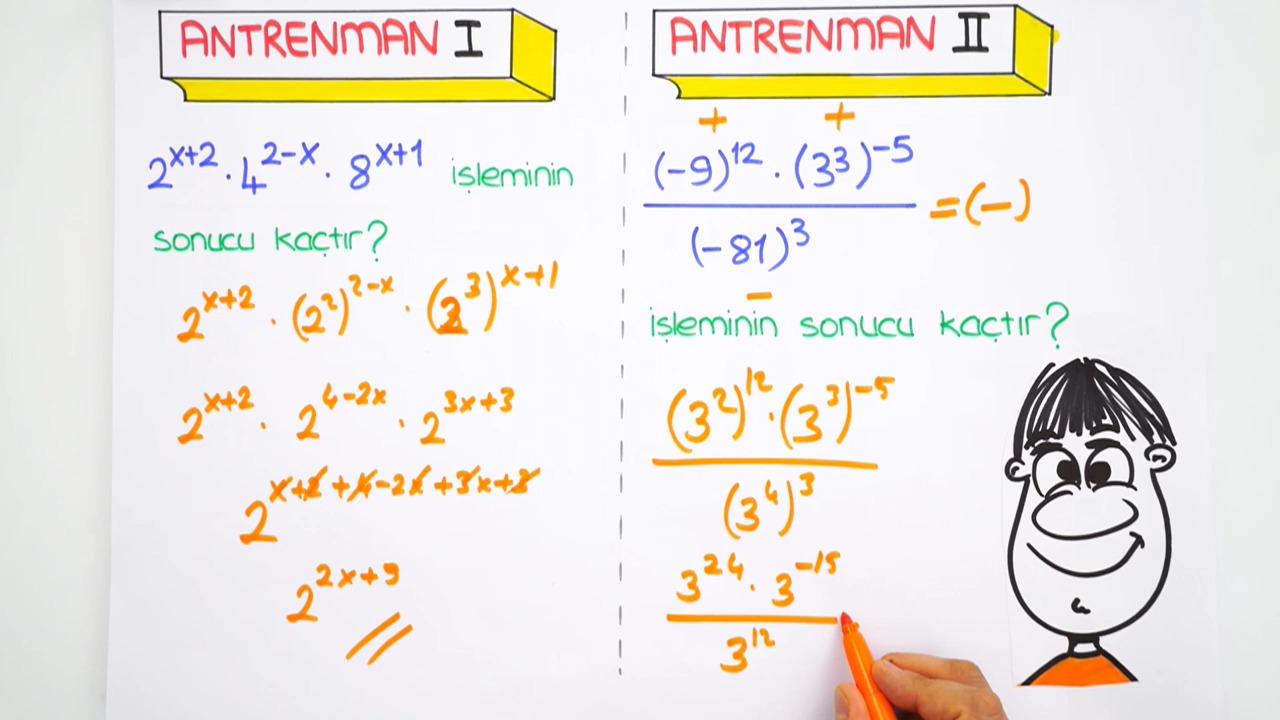 ANTRENMAN I
2^{x+2} · 4^{2-x} · 8^{x+1} işleminin
sonucu kaçtır?
2^{x+2} · (2^2)^{2-x} · (2^3)^{x+1}
2^{x+2} · 2^{4-2x} · 2^{3x+3}
2^{x+2+4-2x+3x+3}
2^{2x+9}
ANTRENMAN II
+ +
(-9)^{12} · (3^3)^{-5}
= (-)
(-81)^3
-
işleminin sonucu kaçtır?
(3^2)^{12} · (3^3)^{-5}
(3^4)^3
3^{24} · 3^{-15}
3^{12}